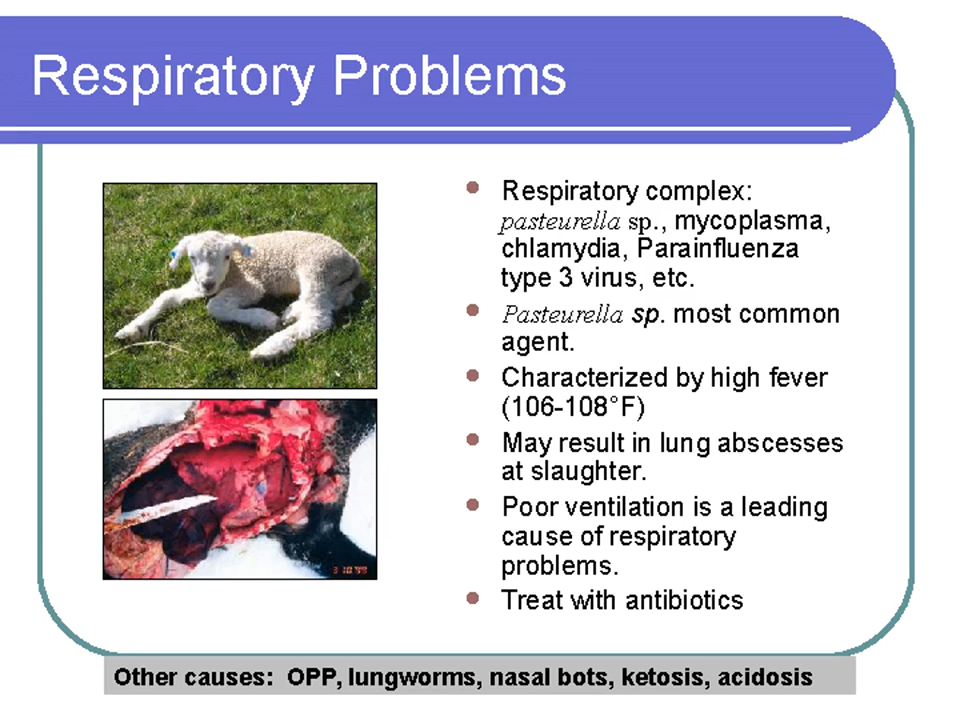 Respiratory Problems
Respiratory complex:
pasteurella sp., mycoplasma,
chlamydia, Parainfluenza
type 3 virus, etc.
Pasteurella sp. most common
agent.
Characterized by high fever
(106-108°F)
May result in lung abscesses
at slaughter.
Poor ventilation is a leading
cause of respiratory
problems.
Treat with antibiotics
Other causes: OPP, lungworms, nasal bots, ketosis, acidosis